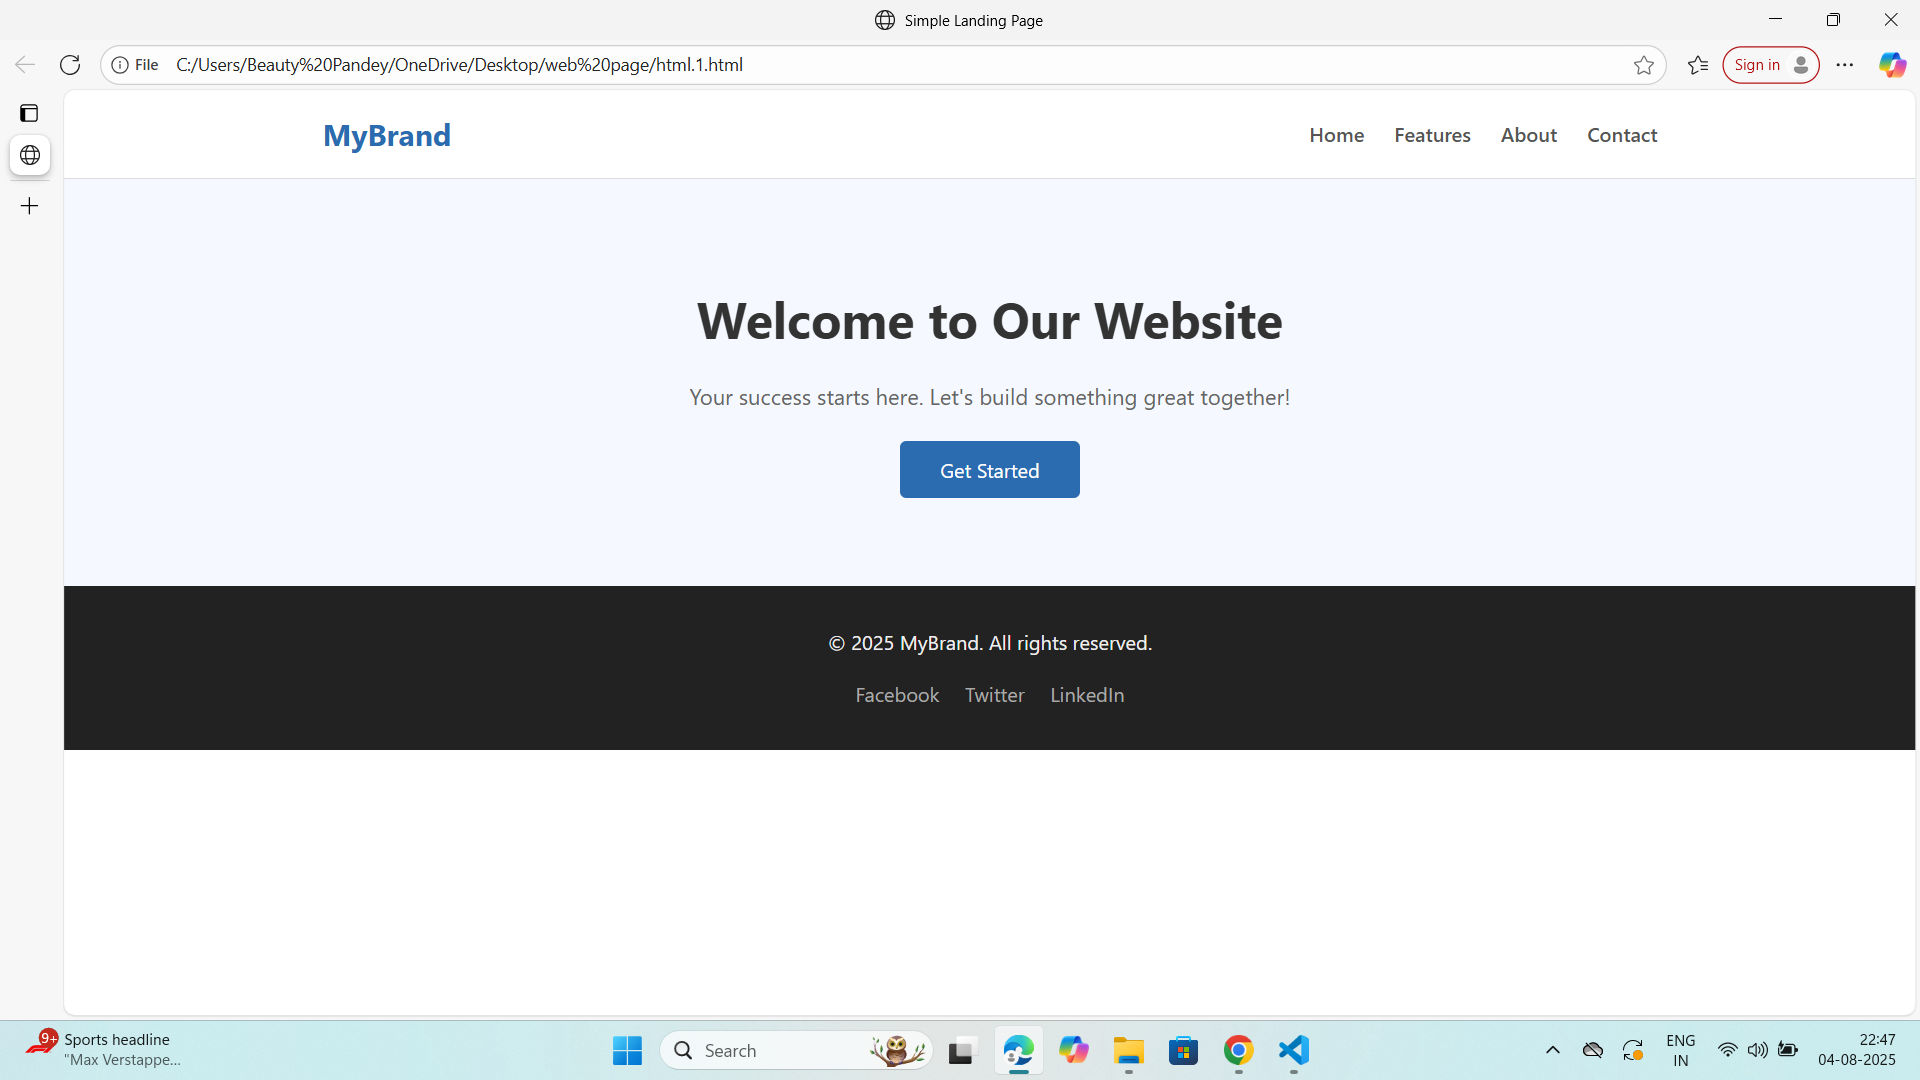 Simple Landing Page
File C:/Users/Beauty%20Pandey/OneDrive/Desktop/web%20page/html.1.html
Sign in
MyBrand
Home Features About Contact
Welcome to Our Website
Your success starts here. Let's build something great together!
Get Started
© 2025 MyBrand. All rights reserved.
Facebook Twitter LinkedIn
9+
Sports headline
"Max Verstappe...
Search
ENG
IN
22:47
04-08-2025